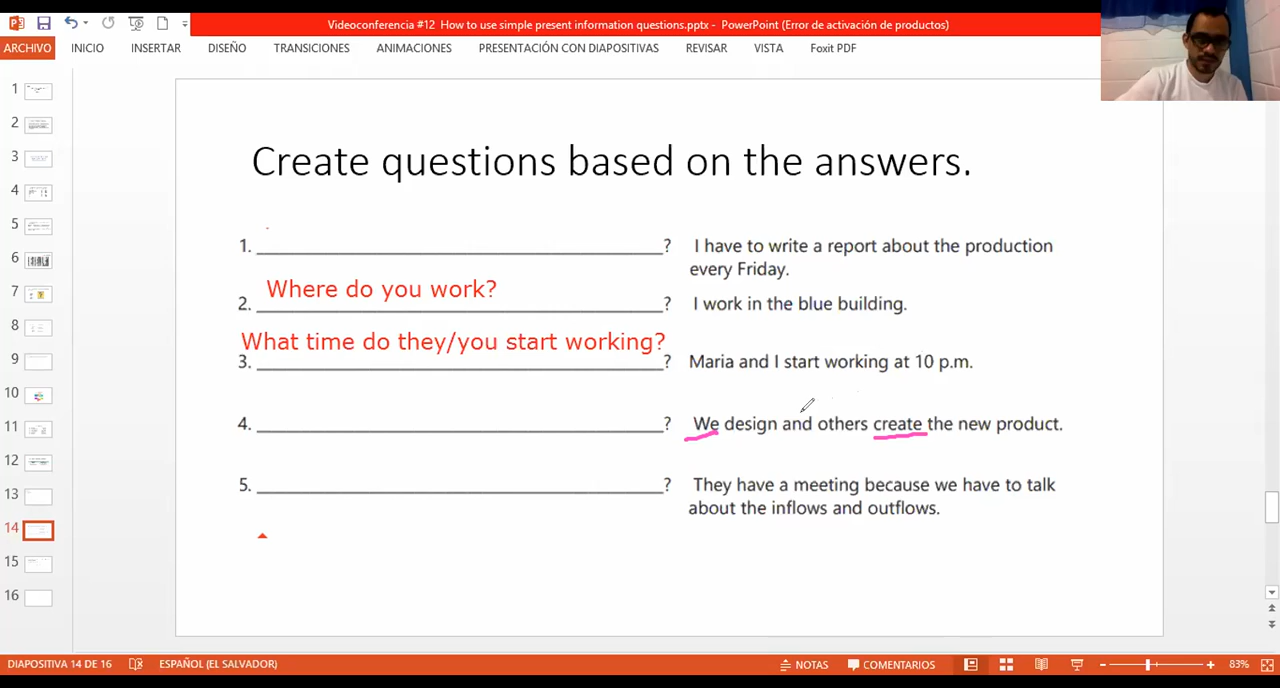 Videoconferencia #12 How to use simple present information questions.pptx - PowerPoint (Error de activación de productos)
ARCHIVO INICIO INSERTAR DISEÑO TRANSICIONES ANIMACIONES PRESENTACIÓN CON DIAPOSITIVAS REVISAR VISTA Foxit PDF
1
2
3
4
5
6
7
8
9
10
11
12
13
14
15
16
Create questions based on the answers.
1. ? I have to write a report about the production
every Friday.
Where do you work?
2. ? I work in the blue building.
What time do they/you start working?
3. ? Maria and I start working at 10 p.m.
4. ? We design and others create the new product.
5. ? They have a meeting because we have to talk
about the inflows and outflows.
DIAPOSITIVA 14 DE 16 ESPAÑOL (EL SALVADOR) NOTAS COMENTARIOS 83%